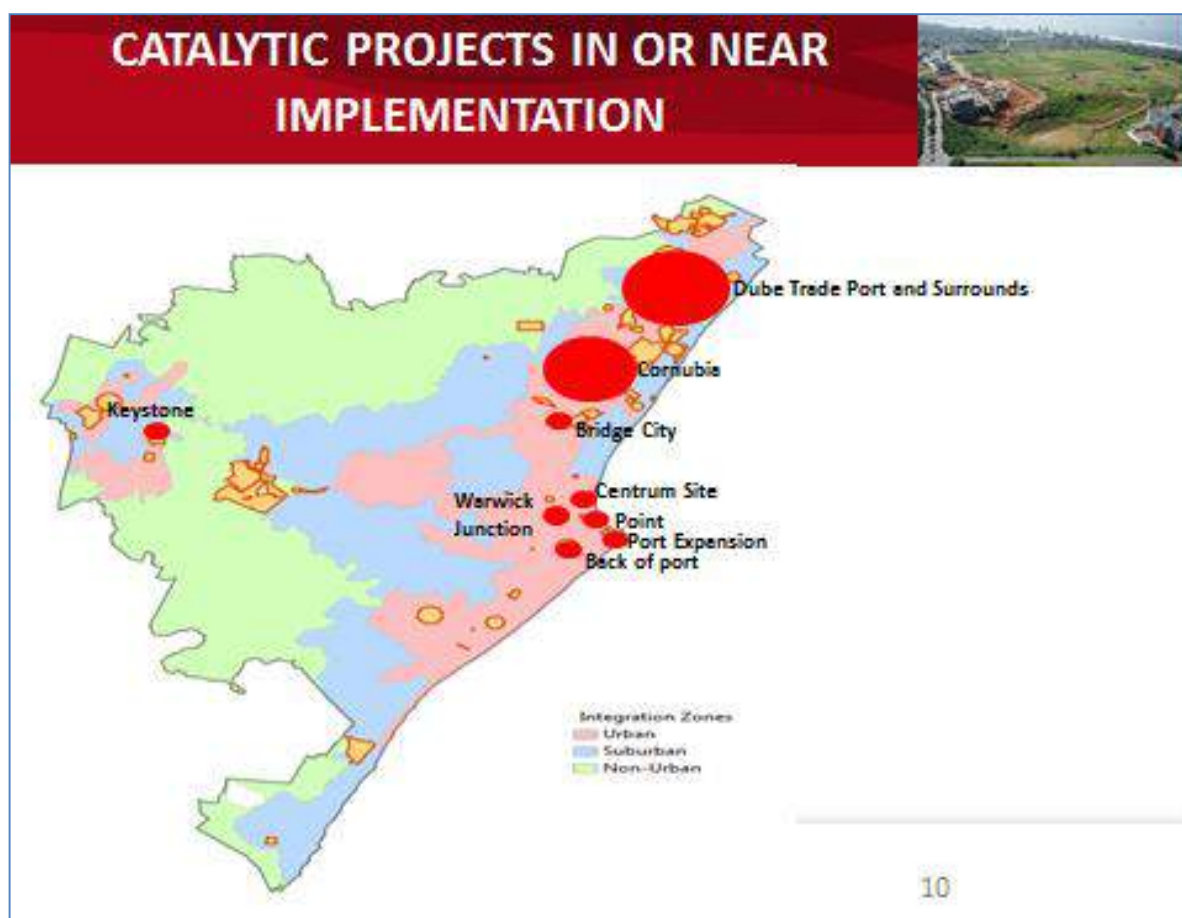 CATALYTIC PROJECTS IN OR NEAR
IMPLEMENTATION
Dube Trade Port and Surrounds
Cornubia
Keystone
Bridge City
Centrum Site
Warwick
Junction
Point
Port Expansion
Back of port
Integration Zones
Urban
Suburban
Non-Urban
10